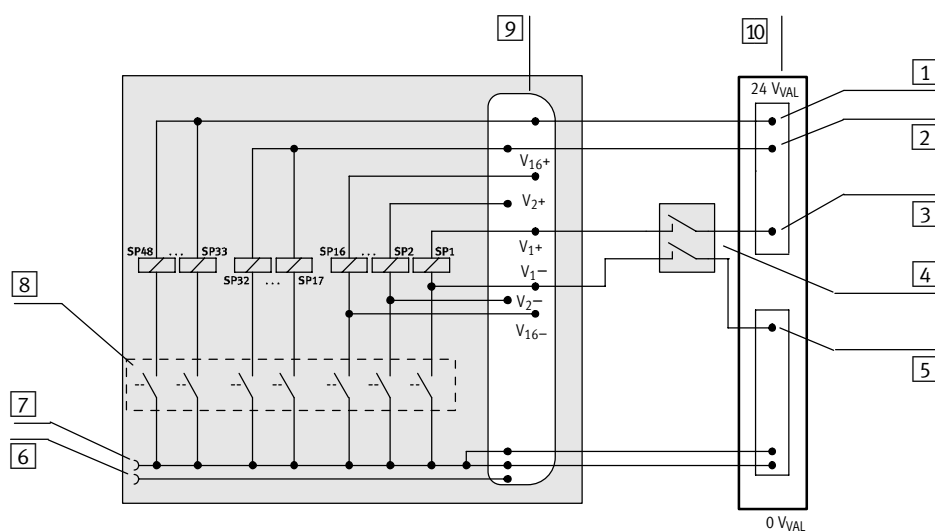 9
10
24 VVAL
1
2
V16+
V2+
3
SP48 ... SP33
SP16 ... SP2 SP1
V1+
4
SP32 ... SP17
V1−
8
V2−
V16−
5
7
6
0 VVAL